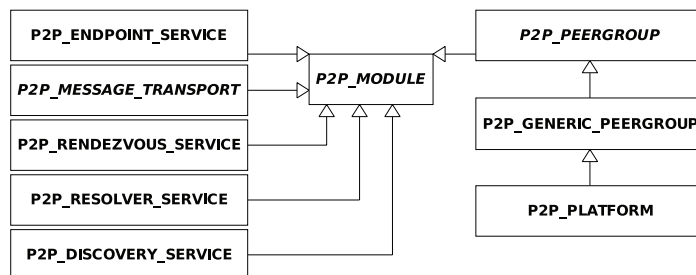 P2P_ENDPOINT_SERVICE
P2P_MESSAGE_TRANSPORT
P2P_RENDEZVOUS_SERVICE
P2P_RESOLVER_SERVICE
P2P_DISCOVERY_SERVICE
P2P_MODULE
P2P_PEERGROUP
P2P_GENERIC_PEERGROUP
P2P_PLATFORM